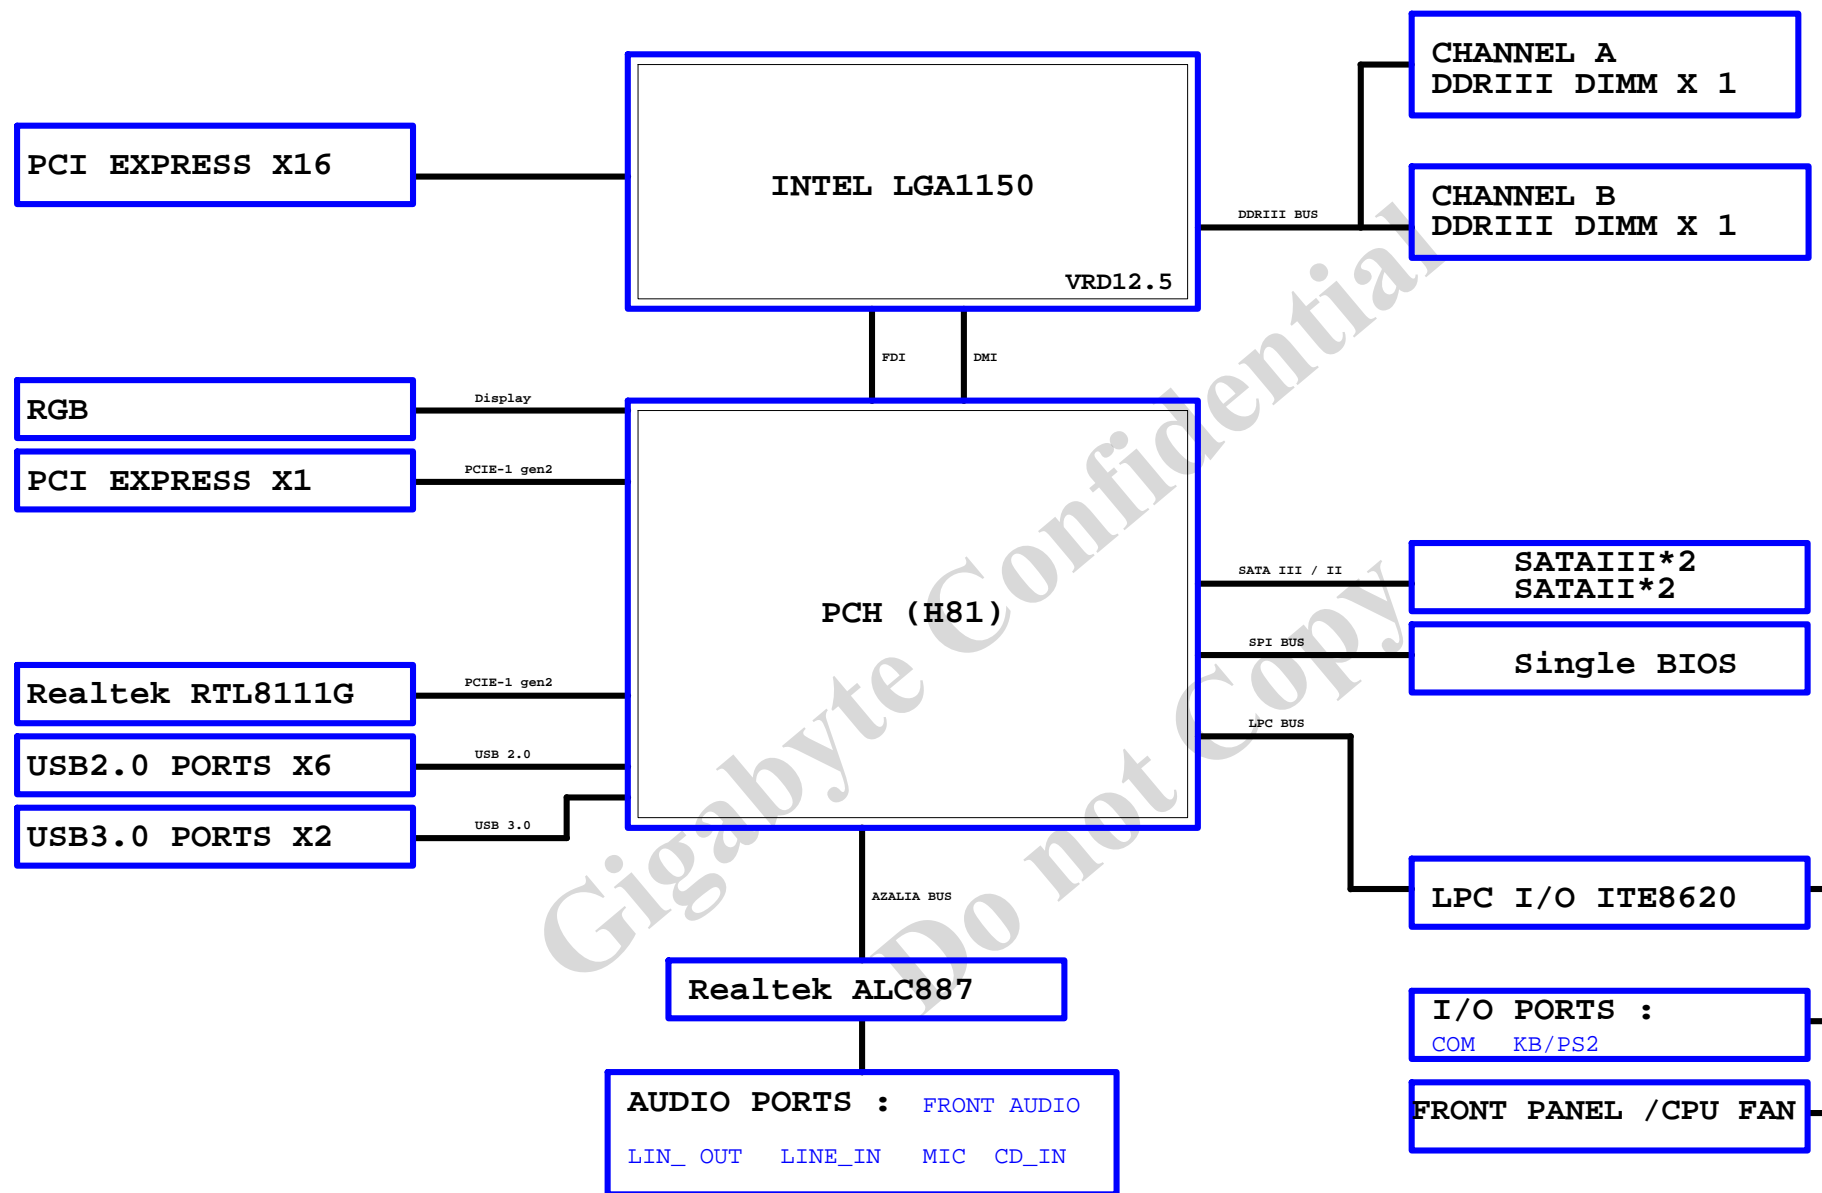 CHANNEL A
DDRIII DIMM X 1
PCI EXPRESS X16
INTEL LGA1150
VRD12.5
DDRIII BUS
CHANNEL B
DDRIII DIMM X 1
FDI
DMI
RGB
Display
PCI EXPRESS X1
PCIE-1 gen2
PCH (H81)
SATA III / II
SATAIII*2
SATAII*2
SPI BUS
Single BIOS
Realtek RTL8111G
PCIE-1 gen2
LPC BUS
USB2.0 PORTS X6
USB 2.0
USB3.0 PORTS X2
USB 3.0
AZALIA BUS
LPC I/O ITE8620
Realtek ALC887
I/O PORTS :
COM KB/PS2
AUDIO PORTS : FRONT AUDIO
LIN_ OUT LINE_IN MIC CD_IN
FRONT PANEL /CPU FAN
Gigabyte Confidential
Do not Copy